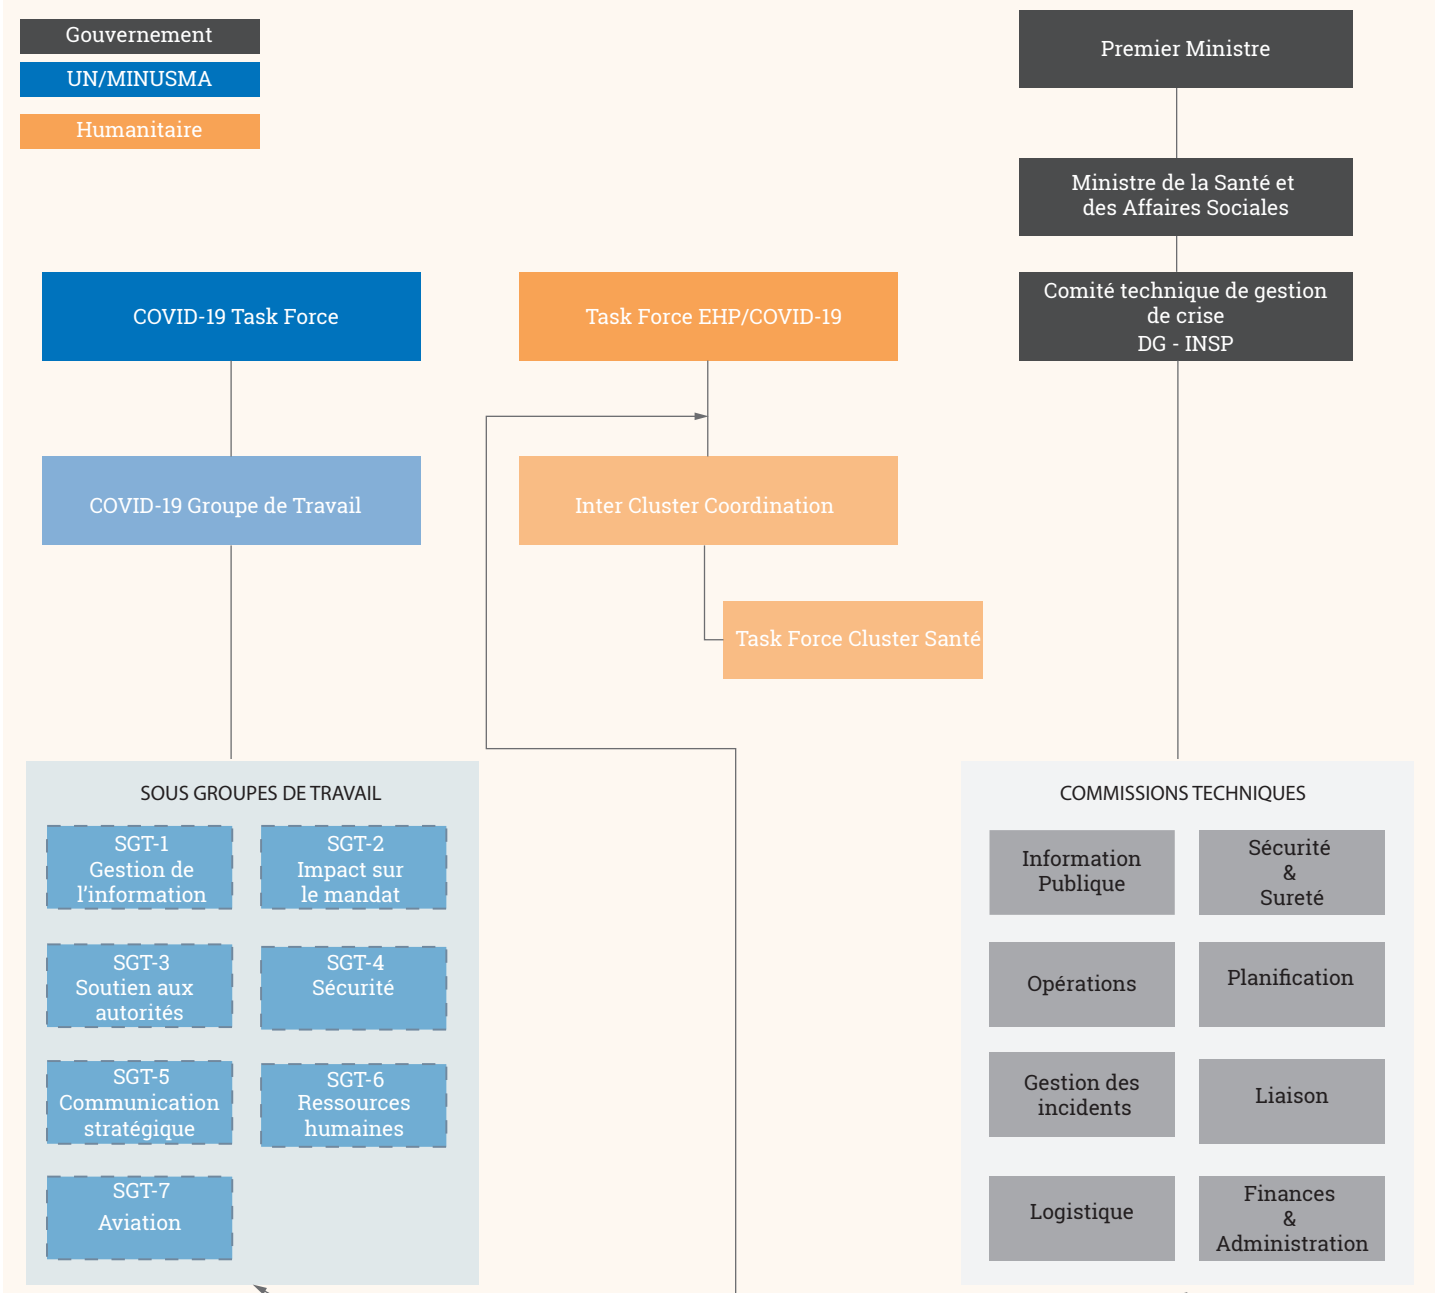 Gouvernement
UN/MINUSMA
Humanitaire
Premier Ministre
Ministre de la Santé et
des Affaires Sociales
Comité technique de gestion
de crise
DG - INSP
COVID-19 Task Force
Task Force EHP/COVID-19
COVID-19 Groupe de Travail
Inter Cluster Coordination
Task Force Cluster Santé
SOUS GROUPES DE TRAVAIL
SGT-1
Gestion de
l'information
SGT-2
Impact sur
le mandat
SGT-3
Soutien aux
autorités
SGT-4
Sécurité
SGT-5
Communication
stratégique
SGT-6
Ressources
humaines
SGT-7
Aviation
COMMISSIONS TECHNIQUES
Information
Publique
Sécurité
&
Sureté
Opérations
Planification
Gestion des
incidents
Liaison
Logistique
Finances
&
Administration